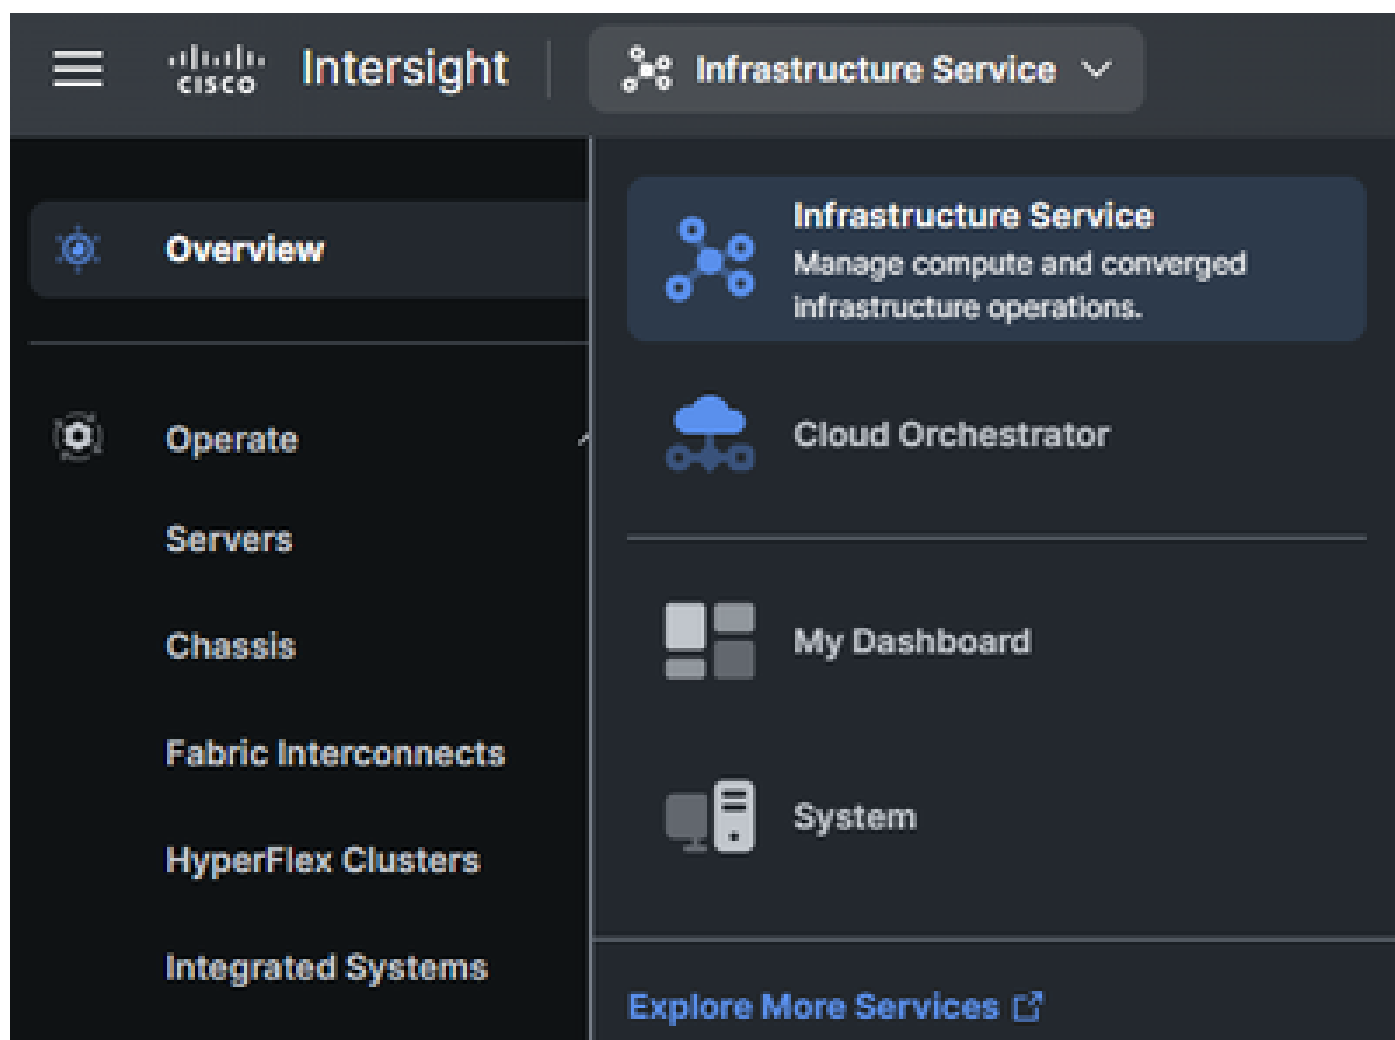 CISCO Intersight Infrastructure Service
Overview
Operate
Servers
Chassis
Fabric Interconnects
HyperFlex Clusters
Integrated Systems
Infrastructure Service
Manage compute and converged
infrastructure operations.
Cloud Orchestrator
My Dashboard
System
Explore More Services